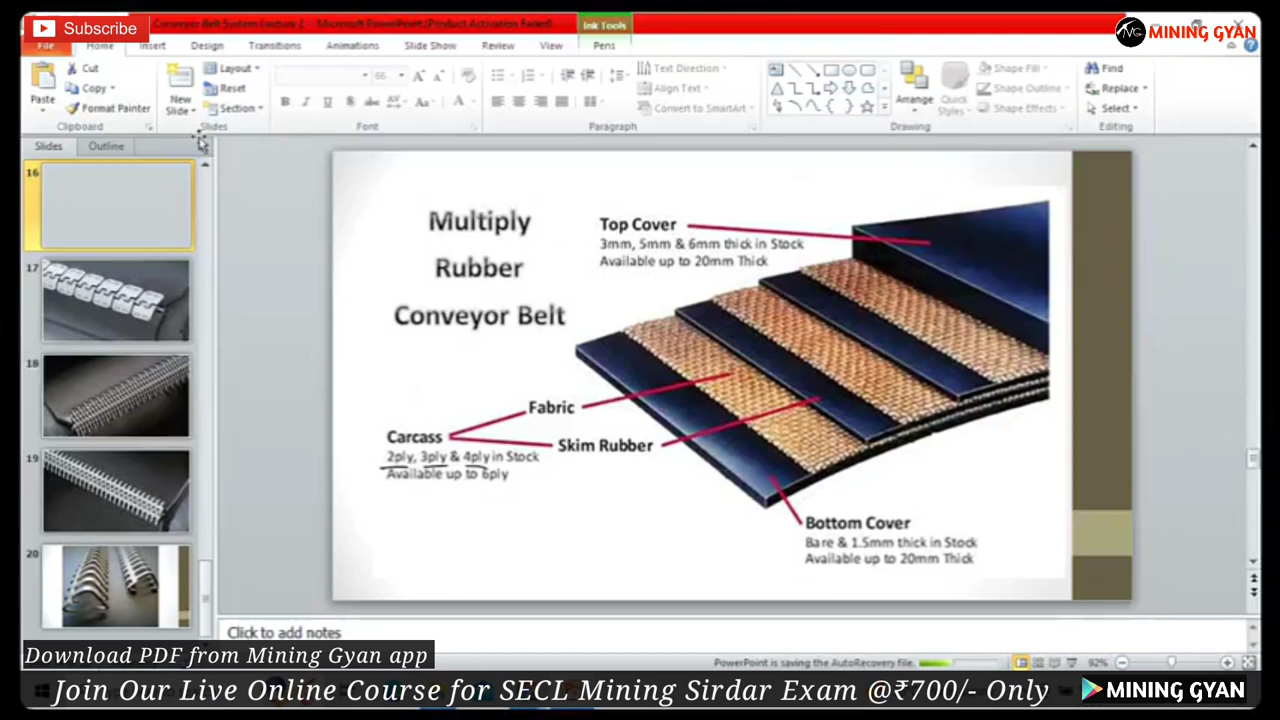 Subscribe
Conveyor Belt System Lecture 2 - Microsoft PowerPoint (Product Activation Failed)
Ink Tools
MINING GYAN
File Home Insert Design Transitions Animations Slide Show Review View Pens
Cut
Copy
Format Painter
Paste
Clipboard
New
Slide
Layout
Reset
Section
Slides
Font
Text Direction
Align Text
Convert to SmartArt
Paragraph
Arrange
Quick
Styles
Shape Fill
Shape Outline
Shape Effects
Drawing
Find
Replace
Select
Editing
Slides Outline
16
17
18
19
20
Multiply
Rubber
Conveyor Belt
Top Cover
3mm, 5mm & 6mm thick in Stock
Available up to 20mm Thick
Fabric
Carcass
2ply, 3ply & 4ply in Stock
Available up to 6ply
Skim Rubber
Bottom Cover
Bare & 1.5mm thick in Stock
Available up to 20mm Thick
Click to add notes
Download PDF from Mining Gyan app
PowerPoint is saving the AutoRecovery file.
92%
Join Our Live Online Course for SECL Mining Sirdar Exam @₹700/- Only
MINING GYAN